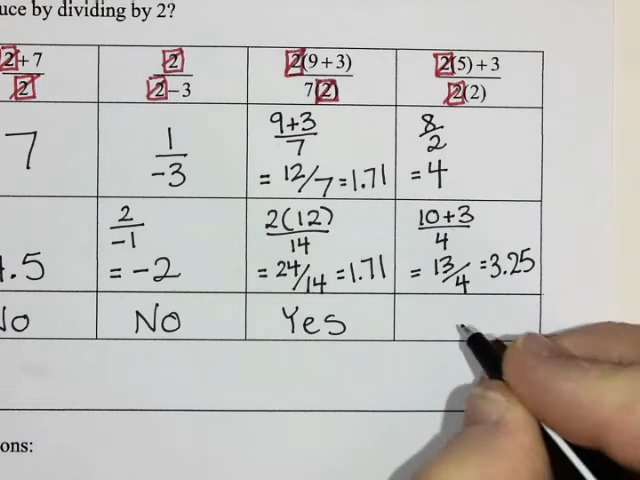 uce by dividing by 2?
2 + 7 / 2
2 / 2 − 3
2(9 + 3) / 7(2)
2(5) + 3 / 2(2)
7
1 / -3
9+3 / 7
= 12/7 = 1.71
8 / 2
= 4
.5
2 / -1
= -2
2(12) / 14
= 24/14 = 1.71
10+3 / 4
= 13/4 = 3.25
No
No
Yes
ons: